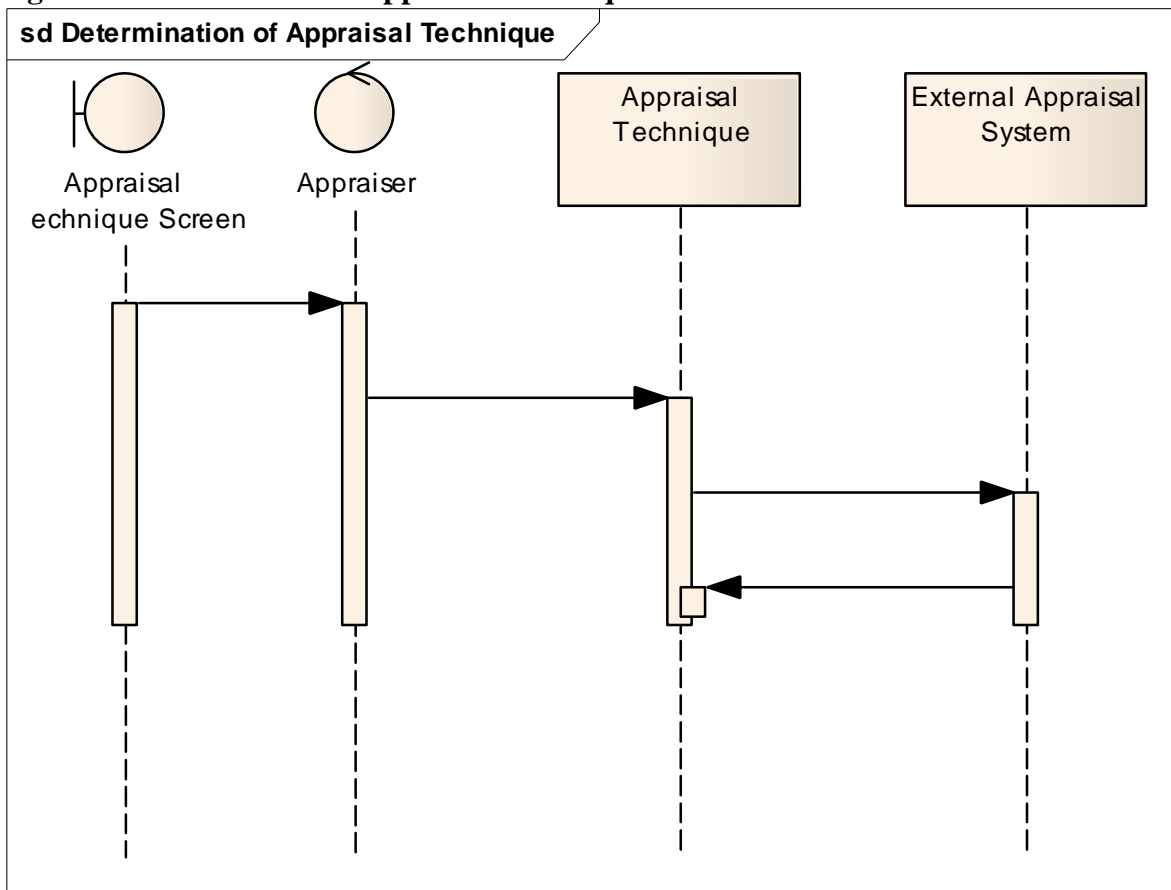 sd Determination of Appraisal Technique
Appraisal
echnique Screen
Appraiser
Appraisal
Technique
External Appraisal
System